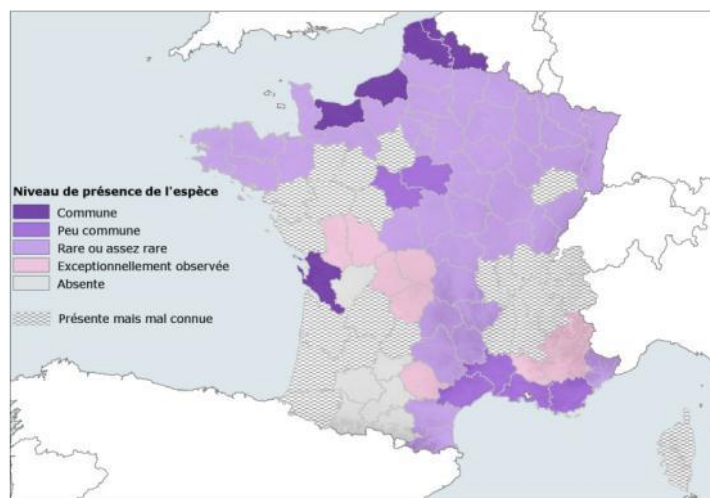 Niveau de présence de l'espèce
Commune
Peu commune
Rare ou assez rare
Exceptionnellement observée
Absente
Présente mais mal connue